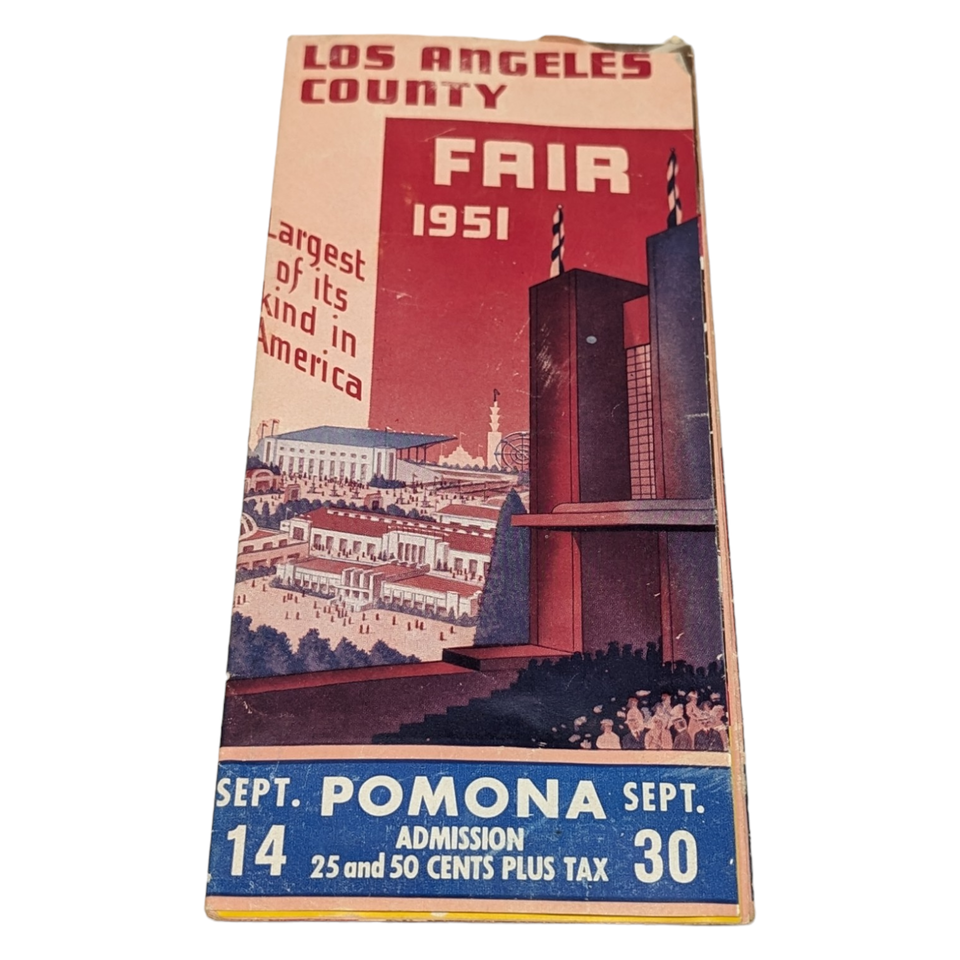 LOS ANGELES
COUNTY
FAIR
1951
Largest
of its
kind in
America
SEPT. POMONA SEPT.
14 ADMISSION 30
25 and 50 CENTS PLUS TAX